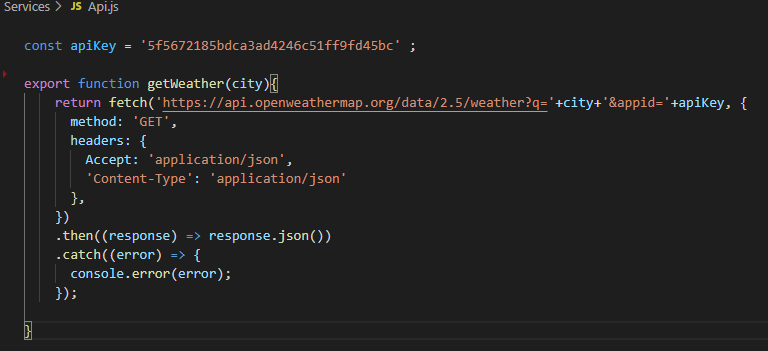 Services > JS Api.js
const apiKey = '5f5672185bdca3ad4246c51ff9fd45bc' ;
export function getWeather(city){
return fetch('https://api.openweathermap.org/data/2.5/weather?q='+city+'&appid='+apiKey, {
method: 'GET',
headers: {
Accept: 'application/json',
'Content-Type': 'application/json'
},
})
.then((response) => response.json())
.catch((error) => {
console.error(error);
});
}